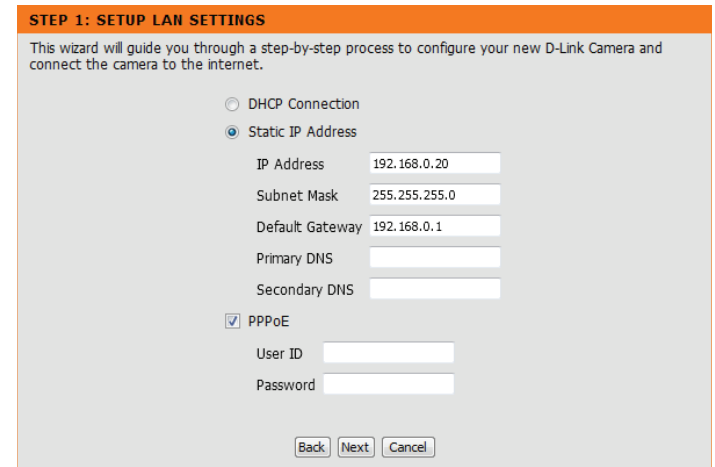 STEP 1: SETUP LAN SETTINGS
This wizard will guide you through a step-by-step process to configure your new D-Link Camera and
connect the camera to the internet.
DHCP Connection
Static IP Address
IP Address 192.168.0.20
Subnet Mask 255.255.255.0
Default Gateway 192.168.0.1
Primary DNS
Secondary DNS
PPPoE
User ID
Password
Back Next Cancel